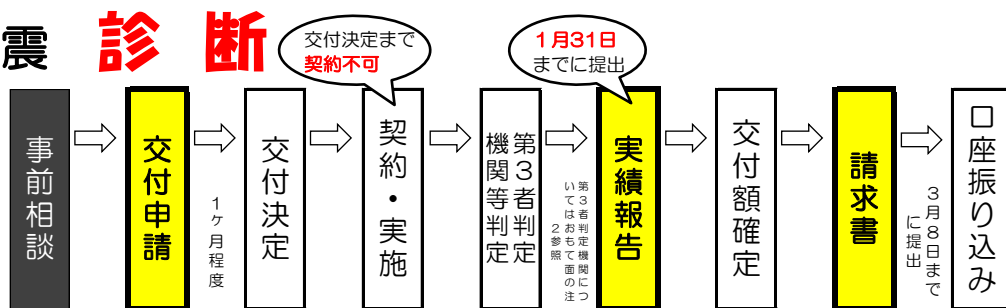 震 診断
交付決定まで
契約不可
1月31日
までに提出
事前相談
交付申請
1ヶ月程度
交付決定
契約・実施
第3者判定
機関等判定
第3者判定機関につ
いてはおもて面の注
2参照
実績報告
交付額確定
請求書
3月8日まで
に提出
口座振り込み